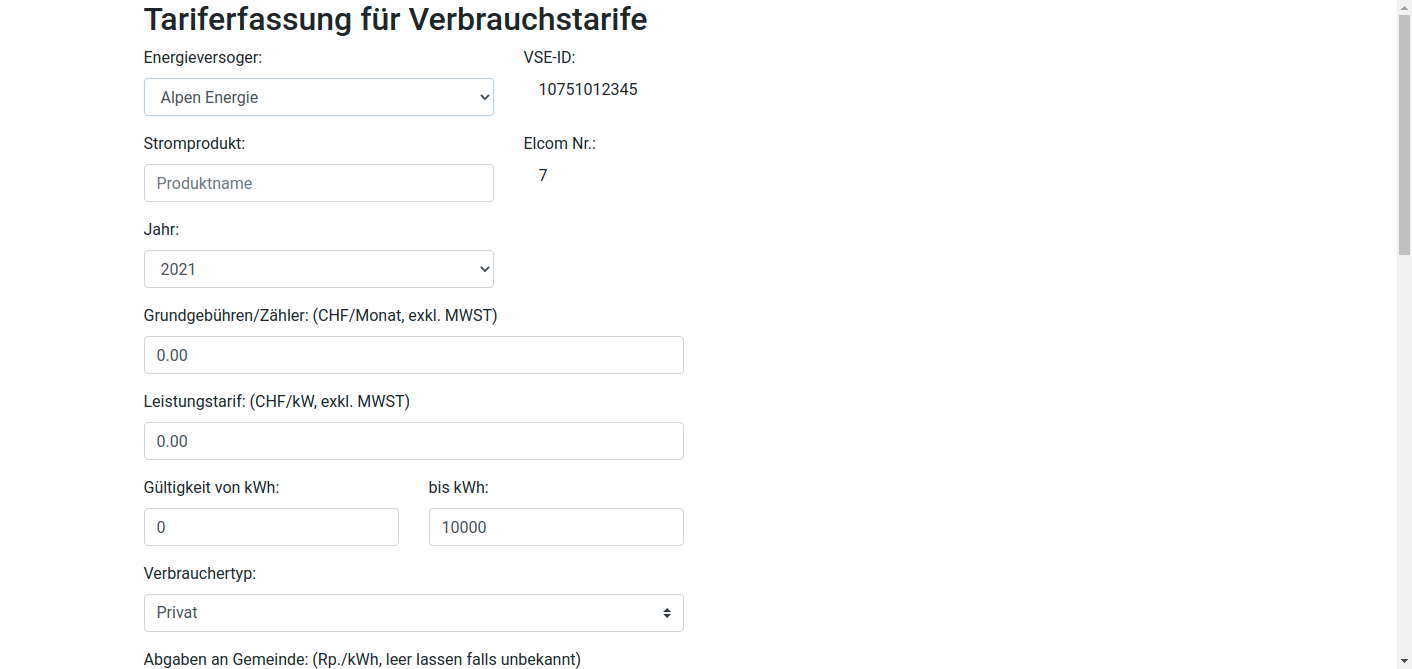 Tariferfassung für Verbrauchstarife
Energieversoger:
VSE-ID:
Alpen Energie
10751012345
Stromprodukt:
Elcom Nr.:
Produktname
7
Jahr:
2021
Grundgebühren/Zähler: (CHF/Monat, exkl. MWST)
0.00
Leistungstarif: (CHF/kW, exkl. MWST)
0.00
Gültigkeit von kWh:
bis kWh:
0
10000
Verbrauchertyp:
Privat
Abgaben an Gemeinde: (Rp./kWh, leer lassen falls unbekannt)